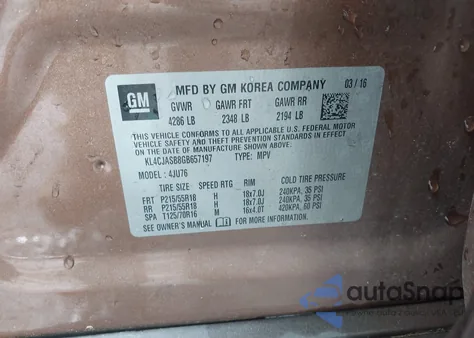 GM
MFD BY GM KOREA COMPANY 03/16
GVWR GAWR FRT GAWR RR
4286 LB 2348 LB 2194 LB
THIS VEHICLE CONFORMS TO ALL APPLICABLE U.S. FEDERAL MOTOR
VEHICLE SAFETY, BUMPER, AND THEFT PREVENTION STANDARDS IN
EFFECT ON THE DATE OF MANUFACTURE SHOWN ABOVE.
KL4CJASB8GB657197 TYPE: MPV
MODEL: 4JU76
TIRE SIZE SPEED RTG RIM COLD TIRE PRESSURE
FRT P215/55R18 H 18x7.0J 240KPA, 35 PSI
RR P215/55R18 H 18x7.0J 240KPA, 35 PSI
SPA T125/70R16 M 16x4.0T 420KPA, 60 PSI
SEE OWNER'S MANUAL FOR MORE INFORMATION.
autoSnap